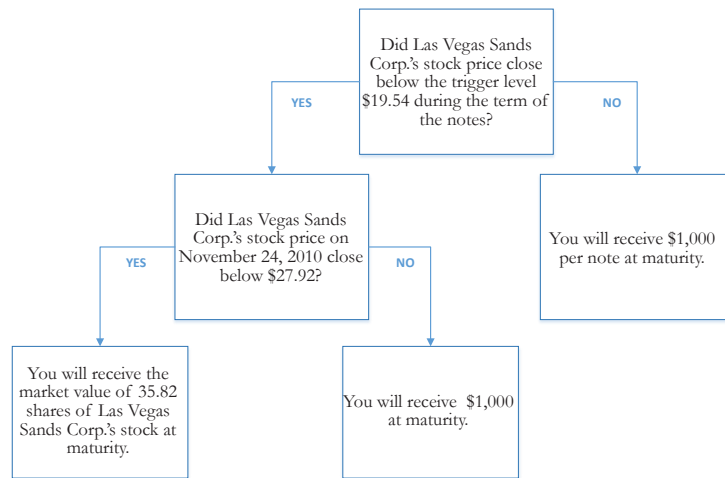 Did Las Vegas Sands
Corp.'s stock price close
below the trigger level
$19.54 during the term of
the notes?
YES
NO
Did Las Vegas Sands
Corp.'s stock price on
November 24, 2010 close
below $27.92?
You will receive $1,000
per note at maturity.
YES
NO
You will receive the
market value of 35.82
shares of Las Vegas
Sands Corp.'s stock at
maturity.
You will receive $1,000
at maturity.